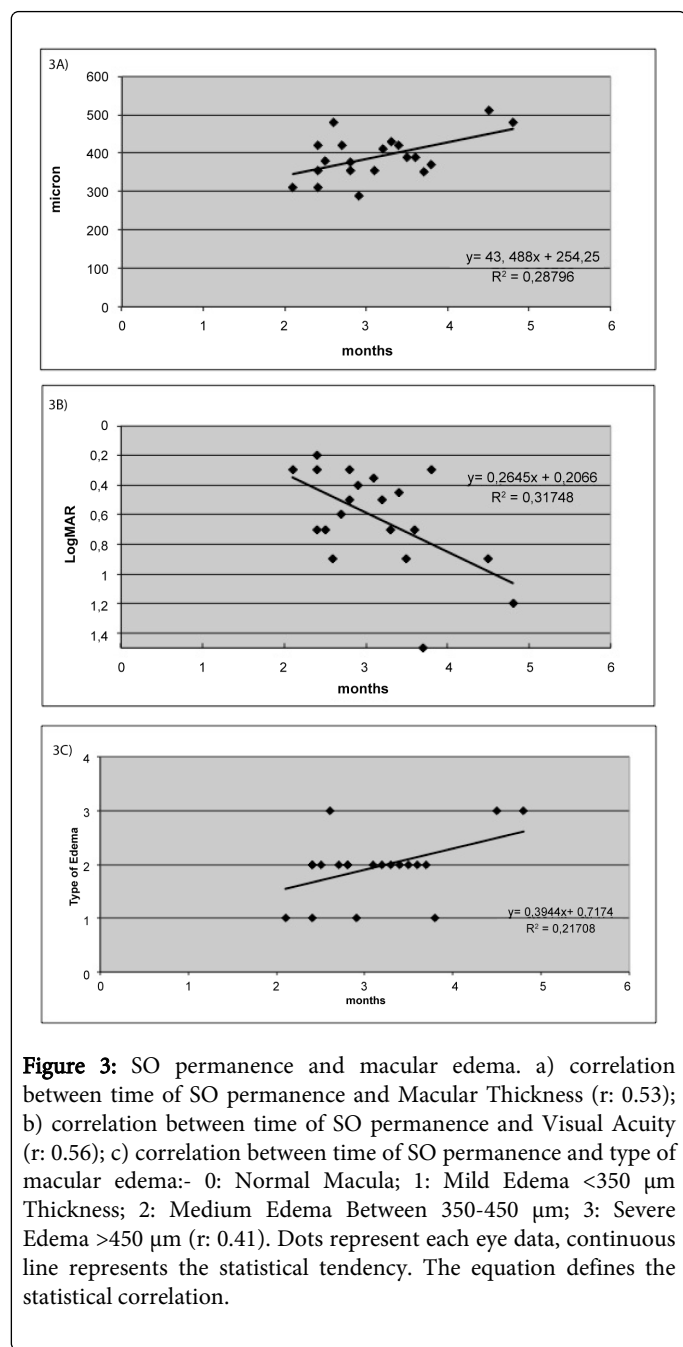 3A)
600
500
400
300
200
100
0
micron
y= 43, 488x + 254,25
R² = 0,28796
0 1 2 3 4 5 6
months
3B)
0
0,2
0,4
0,6
0,8
1
1,2
1,4
LogMAR
y= 0,2645x + 0,2066
R² = 0,31748
0 1 2 3 4 5 6
months
3C)
4
3
2
1
0
Type of Edema
y= 0,3944x+ 0,7174
R² = 0,21708
0 1 2 3 4 5 6
months
Figure 3: SO permanence and macular edema. a) correlation
between time of SO permanence and Macular Thickness (r: 0.53);
b) correlation between time of SO permanence and Visual Acuity
(r: 0.56); c) correlation between time of SO permanence and type of
macular edema:- 0: Normal Macula; 1: Mild Edema <350 µm
Thickness; 2: Medium Edema Between 350-450 µm; 3: Severe
Edema >450 µm (r: 0.41). Dots represent each eye data, continuous
line represents the statistical tendency. The equation defines the
statistical correlation.